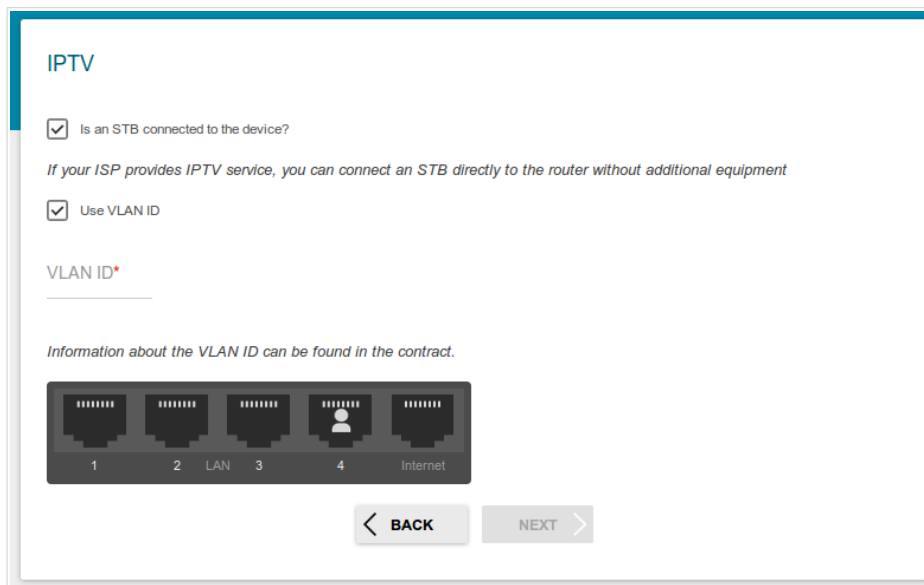 IPTV
Is an STB connected to the device?
If your ISP provides IPTV service, you can connect an STB directly to the router without additional equipment
Use VLAN ID
VLAN ID*
Information about the VLAN ID can be found in the contract.
1 2 LAN 3 4 Internet
BACK NEXT